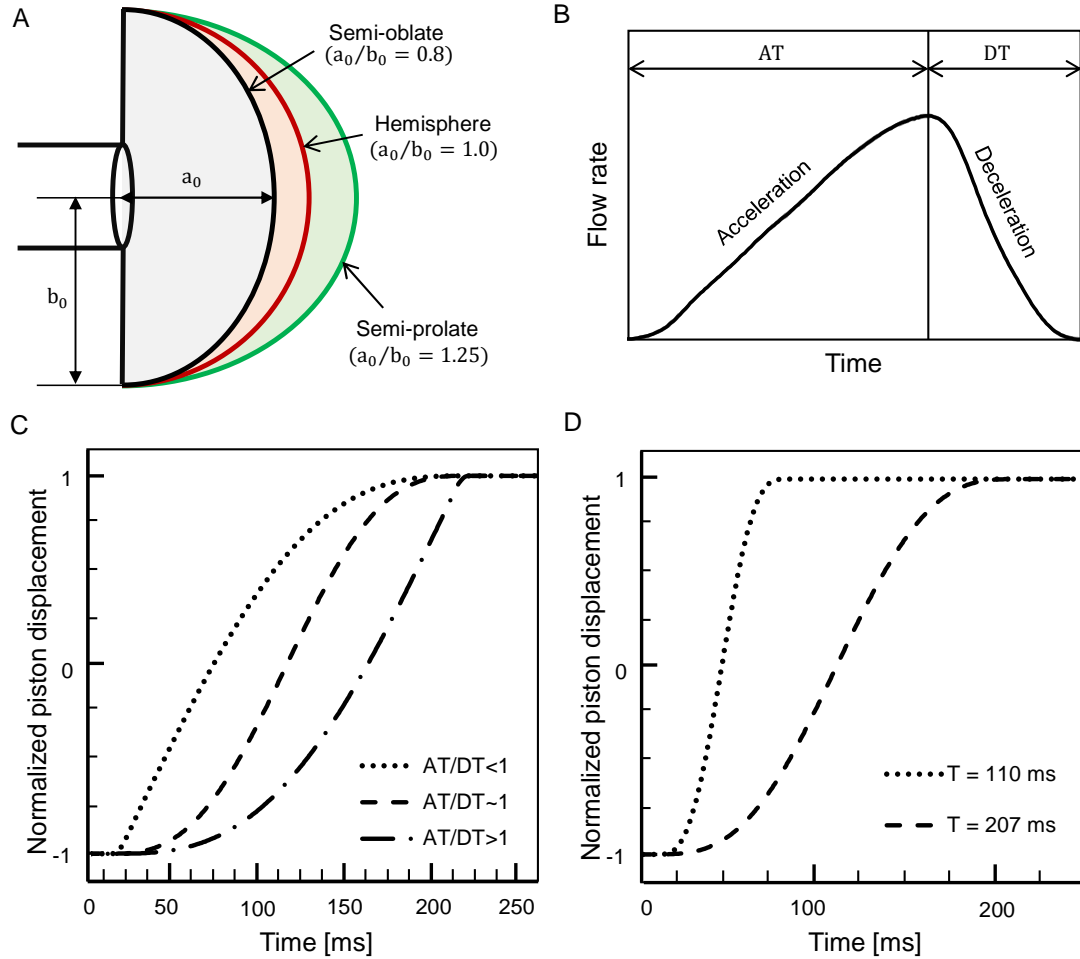 A
Semi-oblate
(a₀/b₀ = 0.8)
Hemisphere
(a₀/b₀ = 1.0)
a₀
b₀
Semi-prolate
(a₀/b₀ = 1.25)
B
AT
DT
Acceleration
Deceleration
Flow rate
Time
C
Normalized piston displacement
1
0
-1
AT/DT<1
AT/DT~1
AT/DT>1
0 50 100 150 200 250
Time [ms]
D
Normalized piston displacement
1
0
-1
T = 110 ms
T = 207 ms
0 100 200
Time [ms]